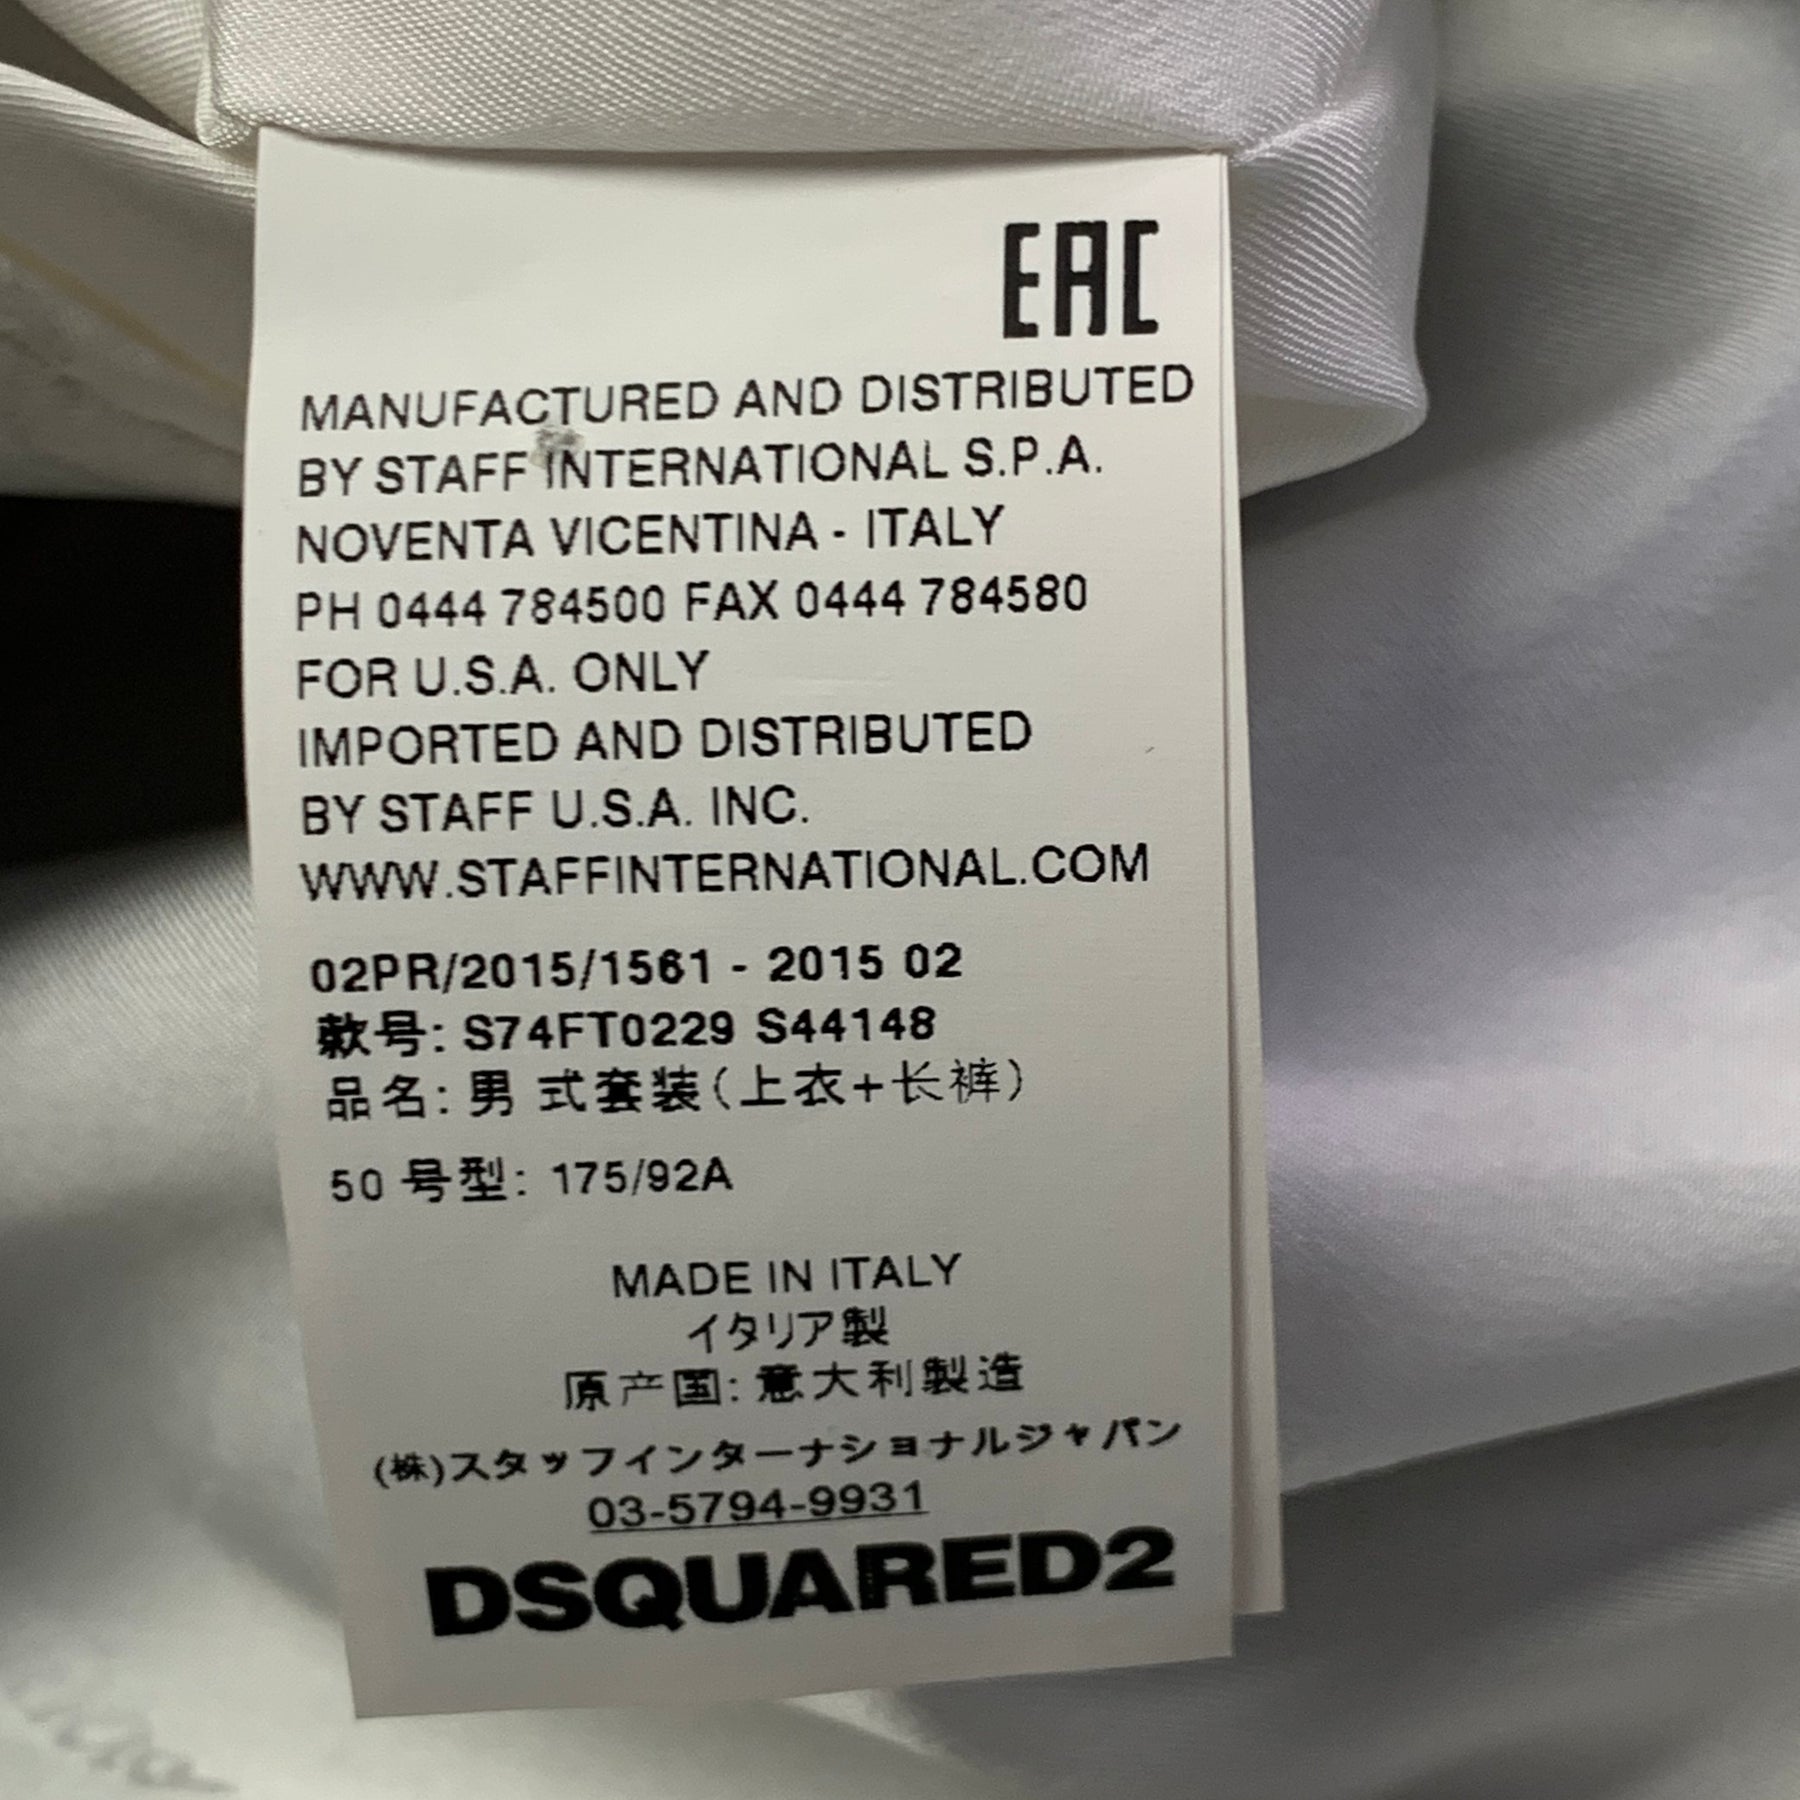 EAC
MANUFACTURED AND DISTRIBUTED
BY STAFF INTERNATIONAL S.P.A.
NOVENTA VICENTINA - ITALY
PH 0444 784500 FAX 0444 784580
FOR U.S.A. ONLY
IMPORTED AND DISTRIBUTED
BY STAFF U.S.A. INC.
WWW.STAFFINTERNATIONAL.COM
02PR/2015/1561 - 2015 02
款号: S74FT0229 S44148
品名: 男 式套装(上衣+长裤)
50 号型: 175/92A
MADE IN ITALY
イタリア製
原产国: 意大利製造
(株)スタッフインターナショナルジャパン
03-5794-9931
DSQUARED2